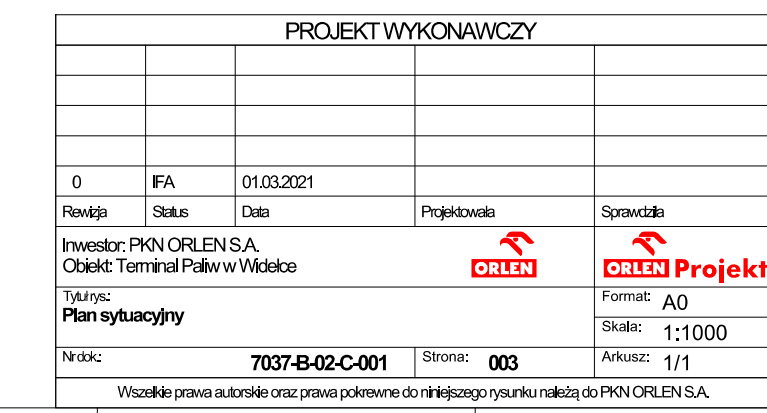 PROJEKT WYKONAWCZY
0 IFA 01.03.2021
Rewizja Status Data Projektowała Sprawdziła
Inwestor: PKN ORLEN S.A.
Obiekt: Terminal Paliw w Widełce
ORLEN ORLEN Projekt
Tytuł rys.: Format: A0
Plan sytuacyjny
Skala: 1:1000
Nr dok.: 7037-B-02-C-001 Strona: 003 Arkusz: 1/1
Wszelkie prawa autorskie oraz prawa pokrewne do niniejszego rysunku należą do PKN ORLEN S.A.